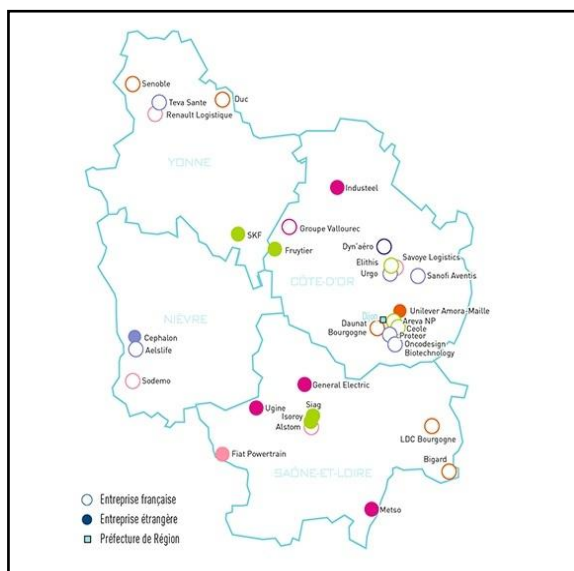 Senoble
Teva Sante
Duc
Renault Logistique
YONNE
Industeel
Groupe Vallourec
SKF
Fruytier
Dyn'aéro
Elithis
Savoye Logistics
Urgo
Sanofi Aventis
CÔTE-D'OR
NIÈVRE
Unilever Amora-Maille
Dijon
Areva NP
Daunat
Bourgogne
Ceole
Proteor
Oncodesign
Biotechnology
Cephalon
Aelslife
Sodemo
General Electric
Ugine
Siag
Isoroy
Alstom
LDC Bourgogne
Fiat Powertrain
Bigard
SAÔNE-ET-LOIRE
Metso
Entreprise française
Entreprise étrangère
Préfecture de Région